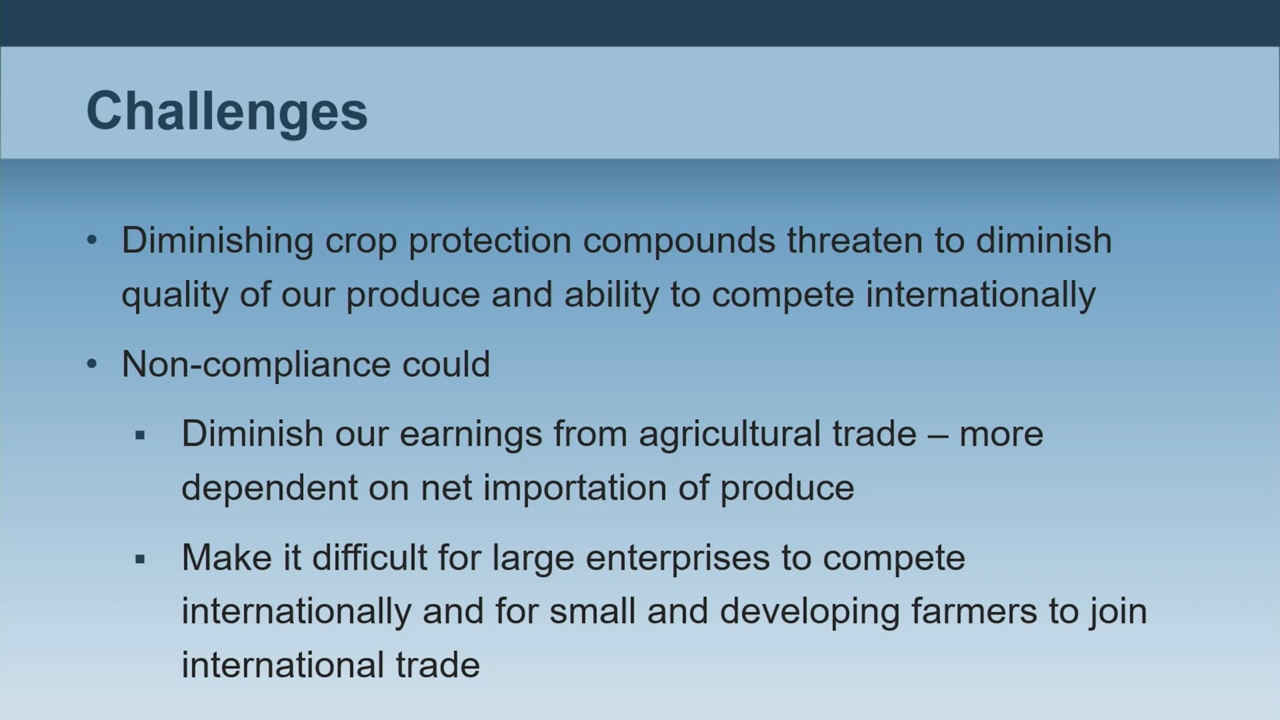 Challenges
• Diminishing crop protection compounds threaten to diminish
quality of our produce and ability to compete internationally
• Non-compliance could
▪ Diminish our earnings from agricultural trade – more
dependent on net importation of produce
▪ Make it difficult for large enterprises to compete
internationally and for small and developing farmers to join
international trade